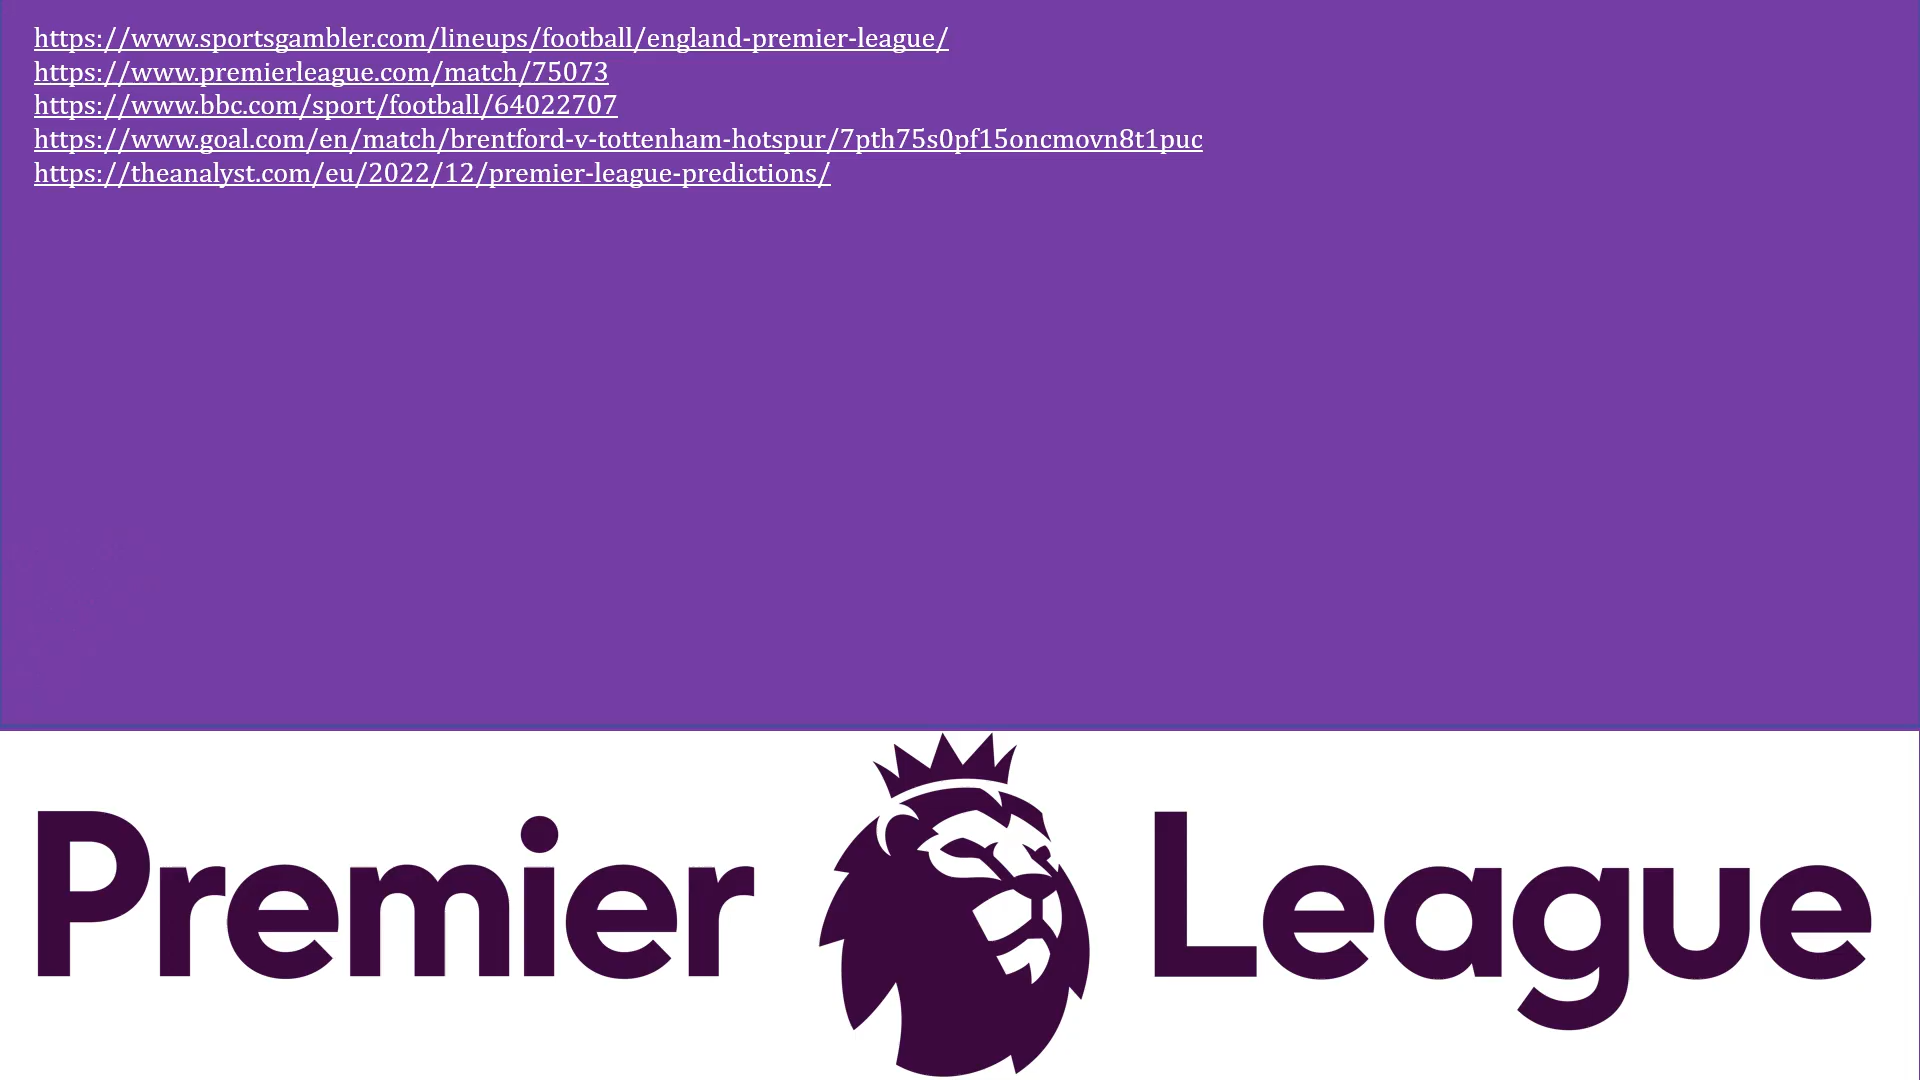 https://www.sportsgambler.com/lineups/football/england-premier-league/
https://www.premierleague.com/match/75073
https://www.bbc.com/sport/football/64022707
https://www.goal.com/en/match/brentford-v-tottenham-hotspur/7pth75s0pf15oncmovn8t1puc
https://theanalyst.com/eu/2022/12/premier-league-predictions/
Premier League